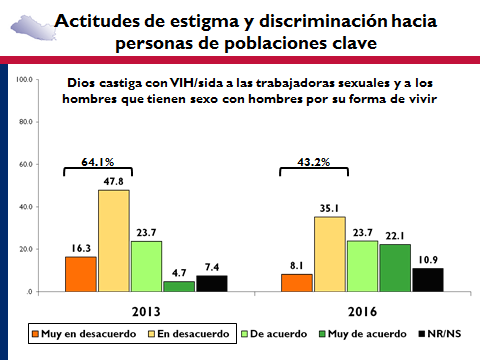 Actitudes de estigma y discriminación hacia
personas de poblaciones clave
Dios castiga con VIH/sida a las trabajadoras sexuales y a los
hombres que tienen sexo con hombres por su forma de vivir
100.0
80.0
60.0
40.0
20.0
.0
64.1%
43.2%
16.3
47.8
23.7
4.7
7.4
8.1
35.1
23.7
22.1
10.9
2013
2016
Muy en desacuerdo
En desacuerdo
De acuerdo
Muy de acuerdo
NR/NS